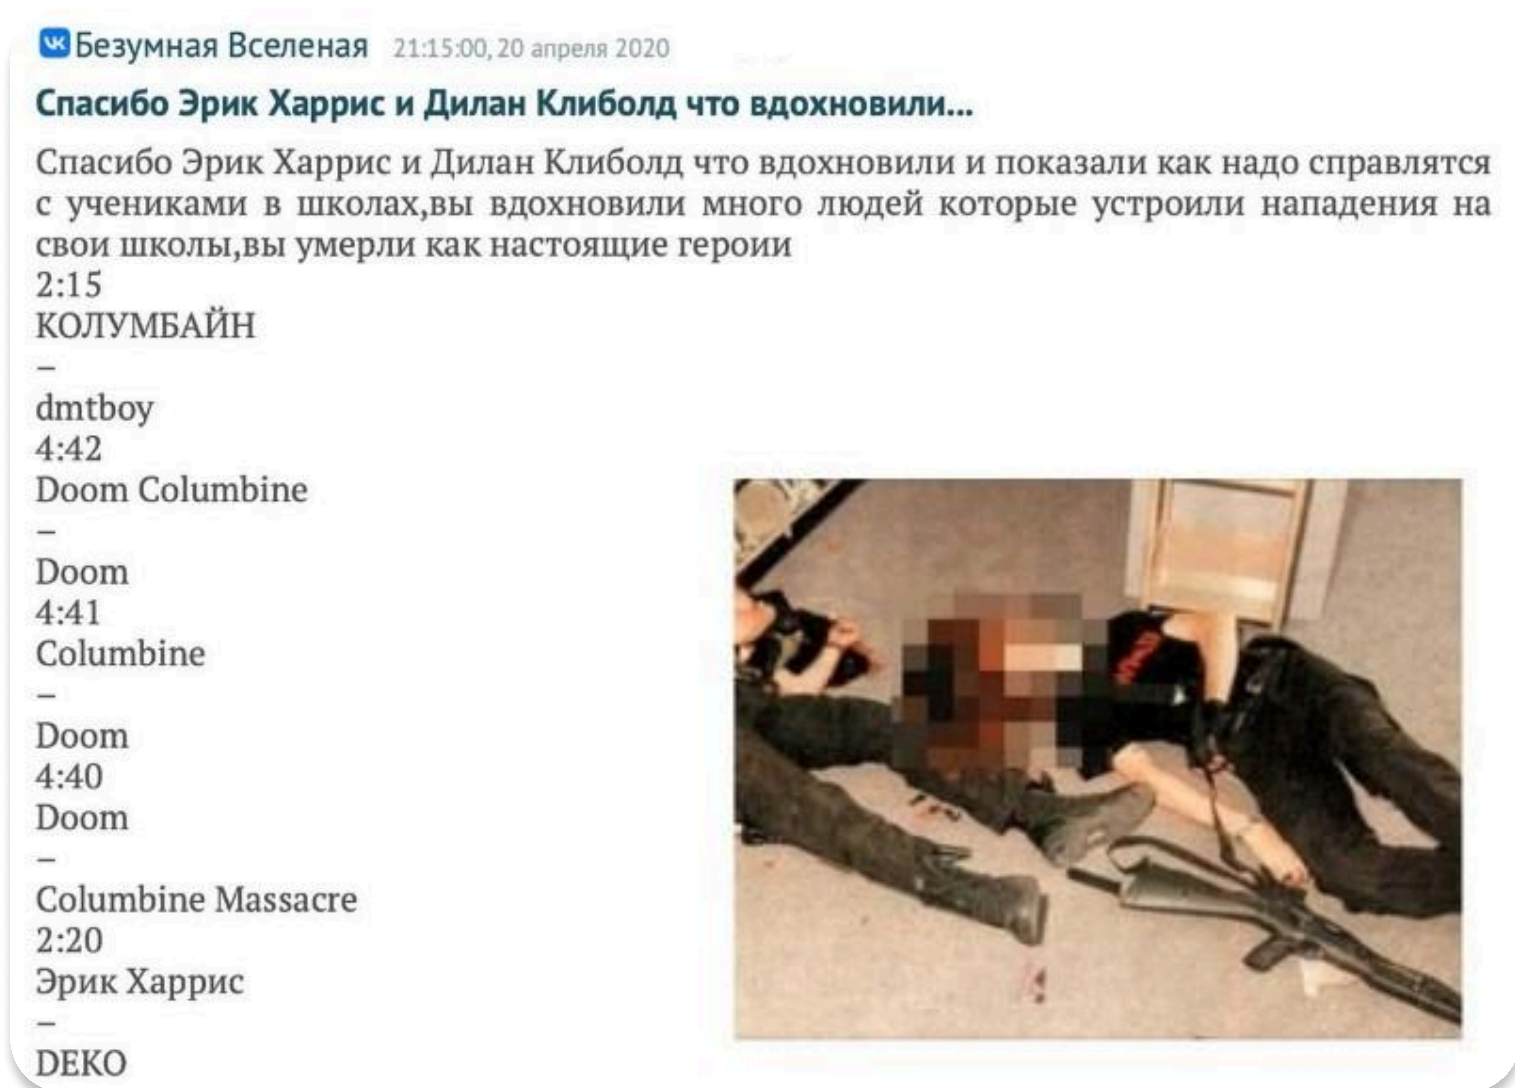 Безумная Вселеная 21:15:00, 20 апреля 2020
Спасибо Эрик Харрис и Дилан Клиболд что вдохновили...
Спасибо Эрик Харрис и Дилан Клиболд что вдохновили и показали как надо справлятся
с учениками в школах,вы вдохновили много людей которые устроили нападения на
свои школы,вы умерли как настоящие героии
2:15
КОЛУМБАЙН
–
dmtboy
4:42
Doom Columbine
–
Doom
4:41
Columbine
–
Doom
4:40
Doom
–
Columbine Massacre
2:20
Эрик Харрис
–
DEKO